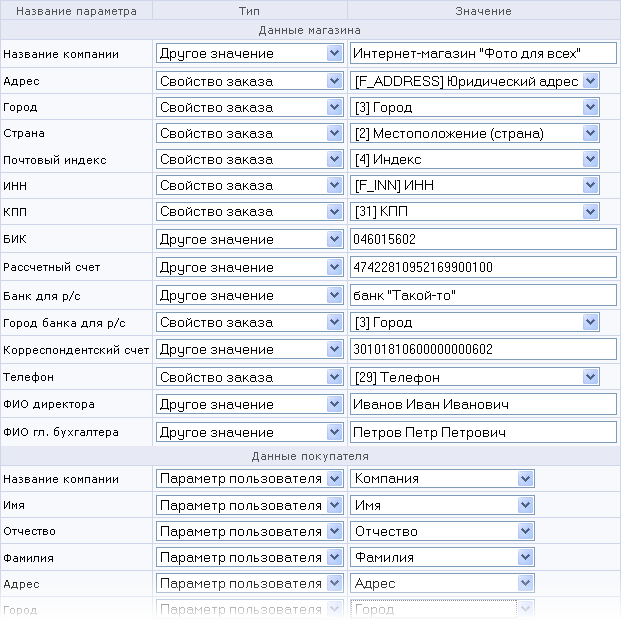 Название параметра Тип Значение
Данные магазина
Название компании Другое значение Интернет-магазин "Фото для всех"
Адрес Свойство заказа [F_ADDRESS] Юридический адрес
Город Свойство заказа [3] Город
Страна Свойство заказа [2] Местоположение (страна)
Почтовый индекс Свойство заказа [4] Индекс
ИНН Свойство заказа [F_INN] ИНН
КПП Свойство заказа [31] КПП
БИК Другое значение 046015602
Рассчетный счет Другое значение 47422810952169900100
Банк для р/с Другое значение банк "Такой-то"
Город банка для р/с Свойство заказа [3] Город
Корреспондентский счет Другое значение 30101810600000000602
Телефон Свойство заказа [29] Телефон
ФИО директора Другое значение Иванов Иван Иванович
ФИО гл. бухгалтера Другое значение Петров Петр Петрович
Данные покупателя
Название компании Параметр пользователя Компания
Имя Параметр пользователя Имя
Отчество Параметр пользователя Отчество
Фамилия Параметр пользователя Фамилия
Адрес Параметр пользователя Адрес
Город Параметр пользователя Город